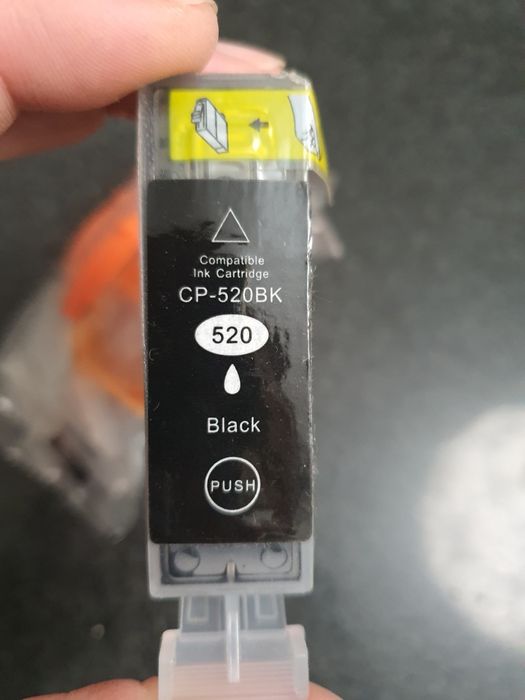 Compatible
Ink Cartridge
CP-520BK
520
Black
PUSH